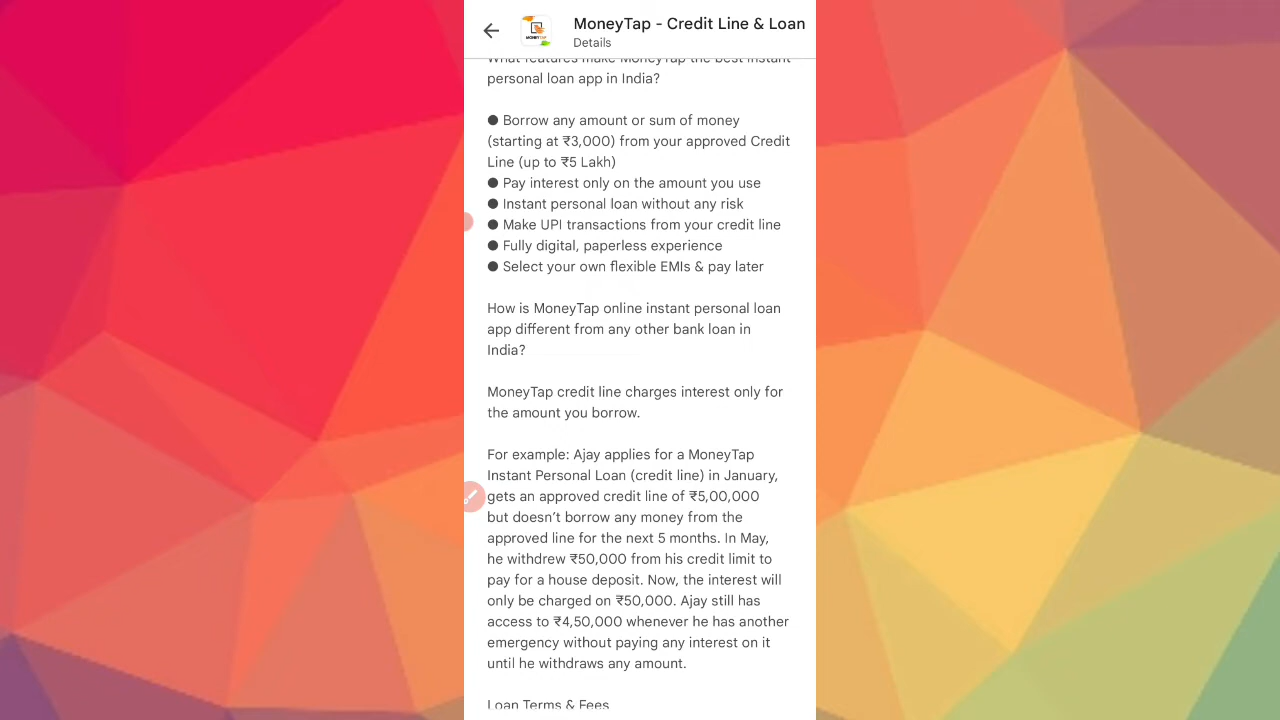 MoneyTap - Credit Line & Loan
Details
What features make MoneyTap the best instant
personal loan app in India?
● Borrow any amount or sum of money
(starting at ₹3,000) from your approved Credit
Line (up to ₹5 Lakh)
● Pay interest only on the amount you use
● Instant personal loan without any risk
● Make UPI transactions from your credit line
● Fully digital, paperless experience
● Select your own flexible EMIs & pay later
How is MoneyTap online instant personal loan
app different from any other bank loan in
India?
MoneyTap credit line charges interest only for
the amount you borrow.
For example: Ajay applies for a MoneyTap
Instant Personal Loan (credit line) in January,
gets an approved credit line of ₹5,00,000
but doesn’t borrow any money from the
approved line for the next 5 months. In May,
he withdrew ₹50,000 from his credit limit to
pay for a house deposit. Now, the interest will
only be charged on ₹50,000. Ajay still has
access to ₹4,50,000 whenever he has another
emergency without paying any interest on it
until he withdraws any amount.
Loan Terms & Fees